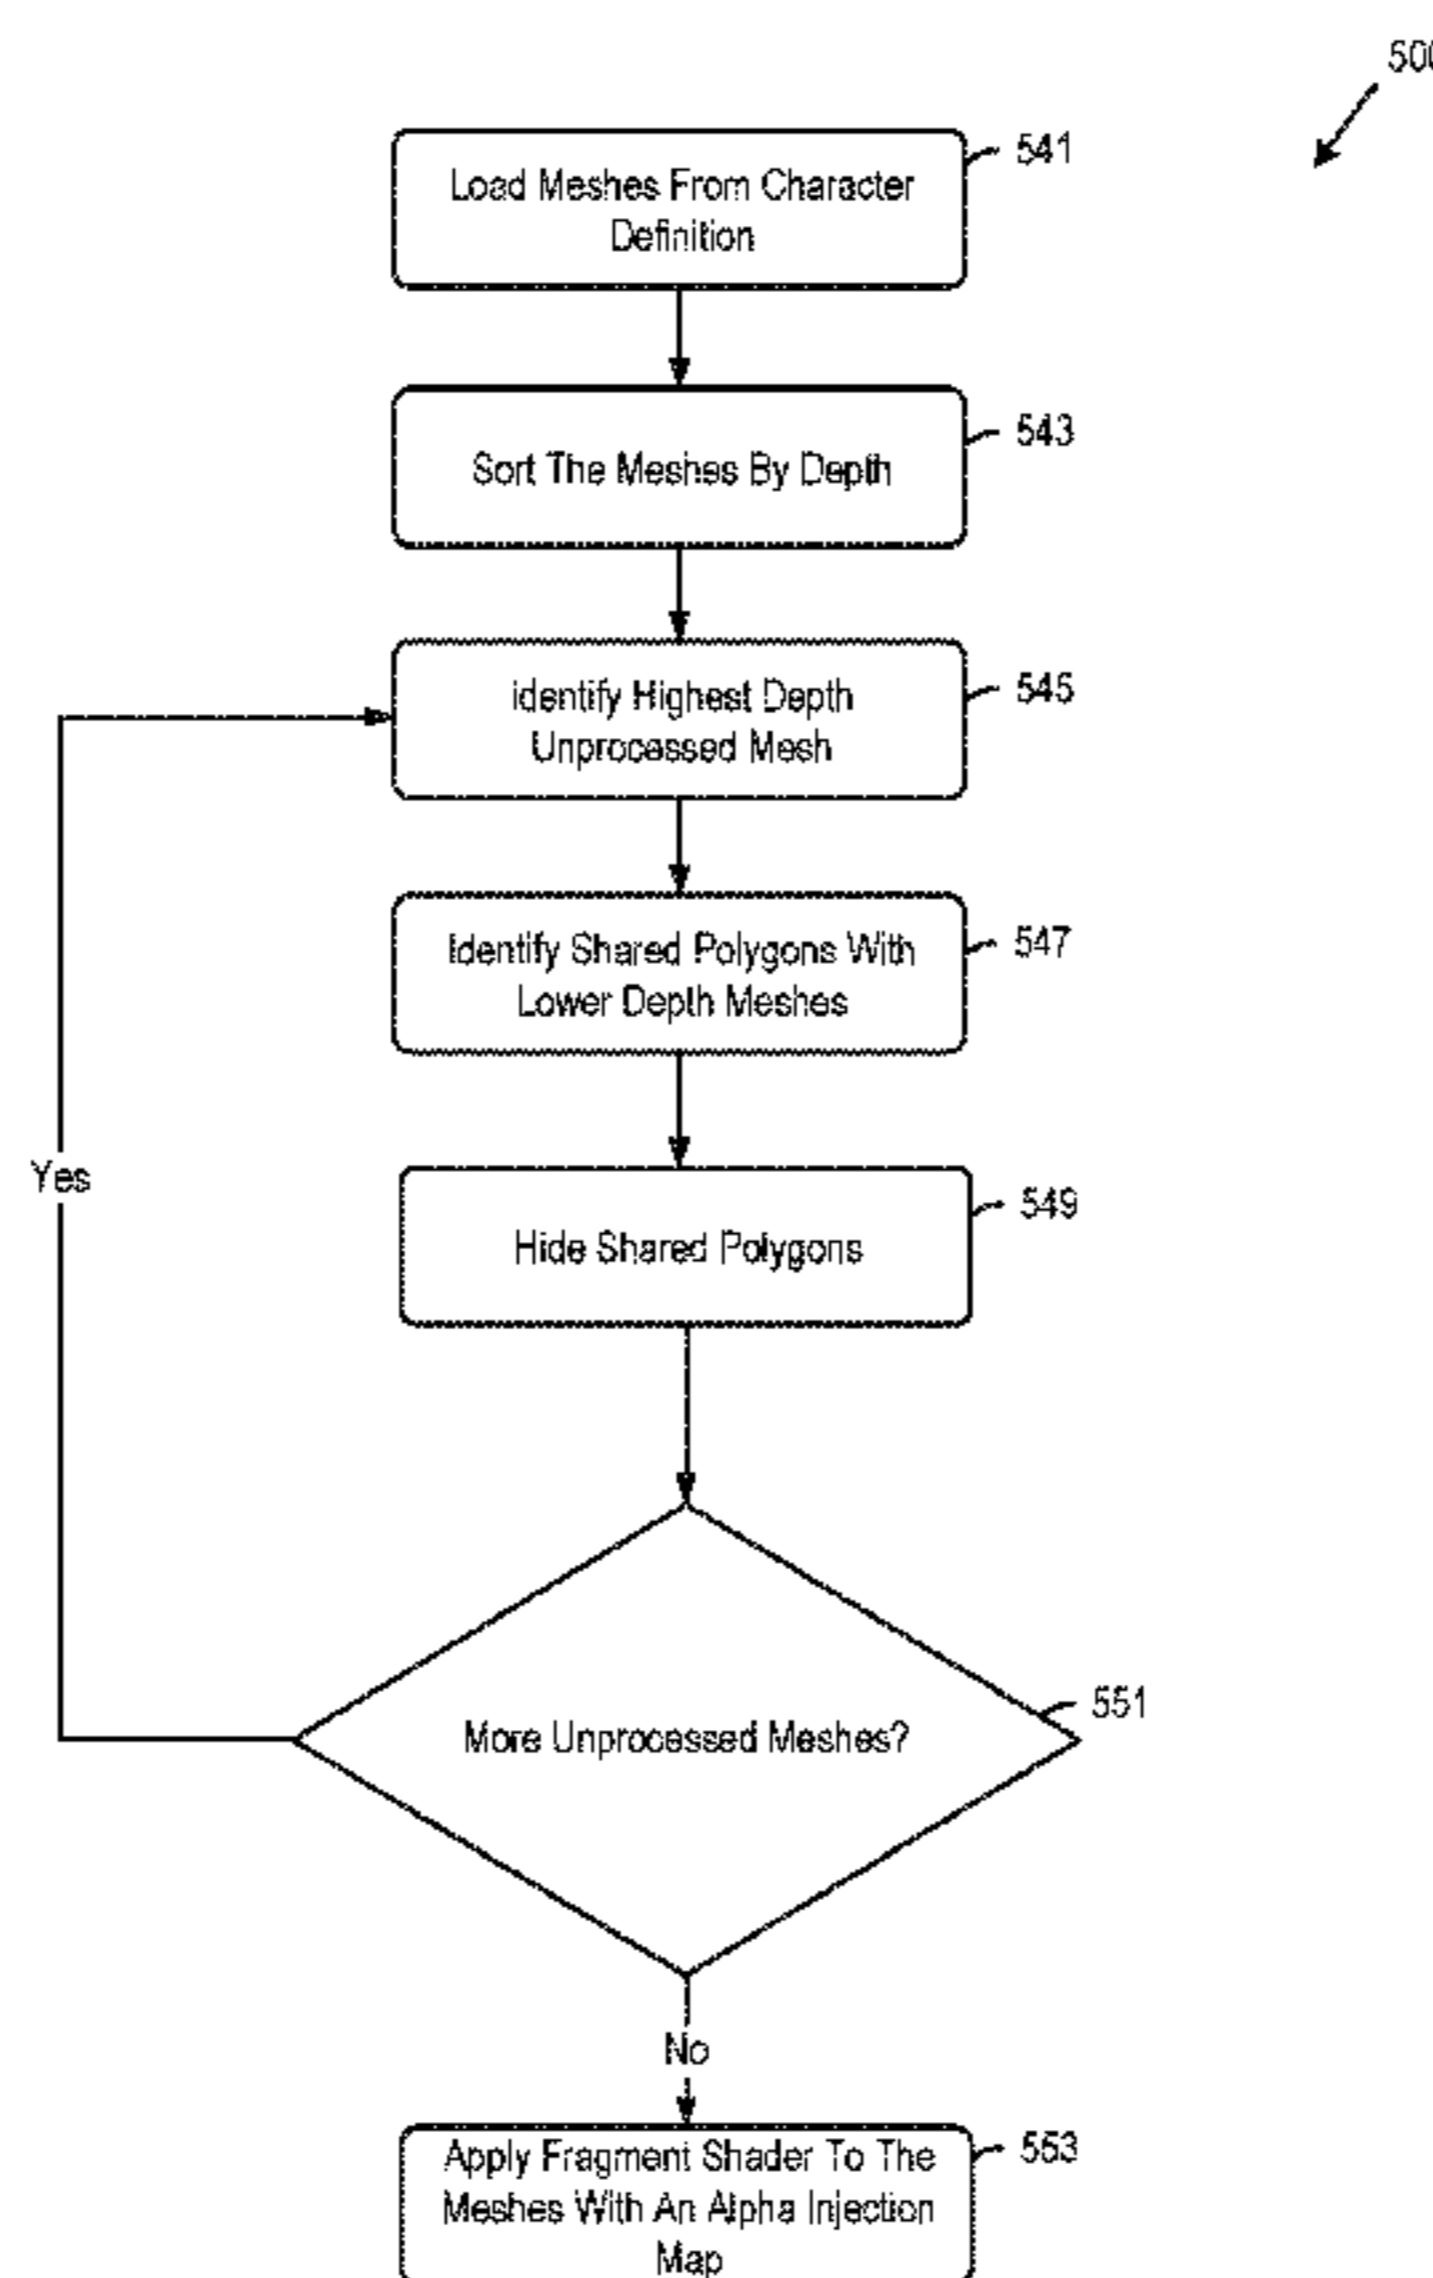 500
541
Load Meshes From Character
Definition
543
Sort The Meshes By Depth
545
identify Highest Depth
Unprocessed Mesh
547
Identify Shared Polygons With
Lower Depth Meshes
Yes
549
Hide Shared Polygons
551
More Unprocessed Meshes?
No
553
Apply Fragment Shader To The
Meshes With An Alpha Injection
Map